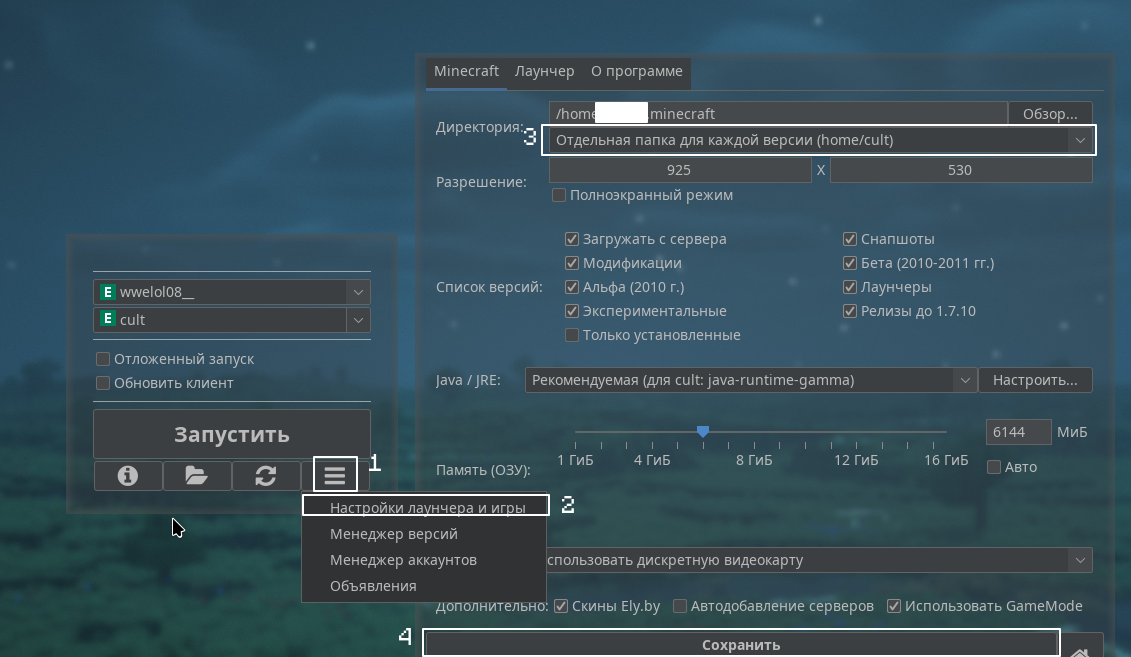 Minecraft Лаунчер О программе
Директория: /home .minecraft Обзор...
3 Отдельная папка для каждой версии (home/cult)
Разрешение: 925 X 530
Полноэкранный режим
Список версий:
Загружать с сервера Снапшоты
Модификации Бета (2010-2011 гг.)
Альфа (2010 г.) Лаунчеры
Экспериментальные Релизы до 1.7.10
Только установленные
Java / JRE: Рекомендуемая (для cult: java-runtime-gamma) Настроить...
6144 МиБ
Память (ОЗУ): 1 ГиБ 4 ГиБ 8 ГиБ 12 ГиБ 16 ГиБ
Авто
спользовать дискретную видеокарту
Дополнительно: Скины Ely.by Автодобавление серверов Использовать GameMode
4 Сохранить
E wwelol08__
E cult
Отложенный запуск
Обновить клиент
Запустить
1
Настройки лаунчера и игры 2
Менеджер версий
Менеджер аккаунтов
Объявления